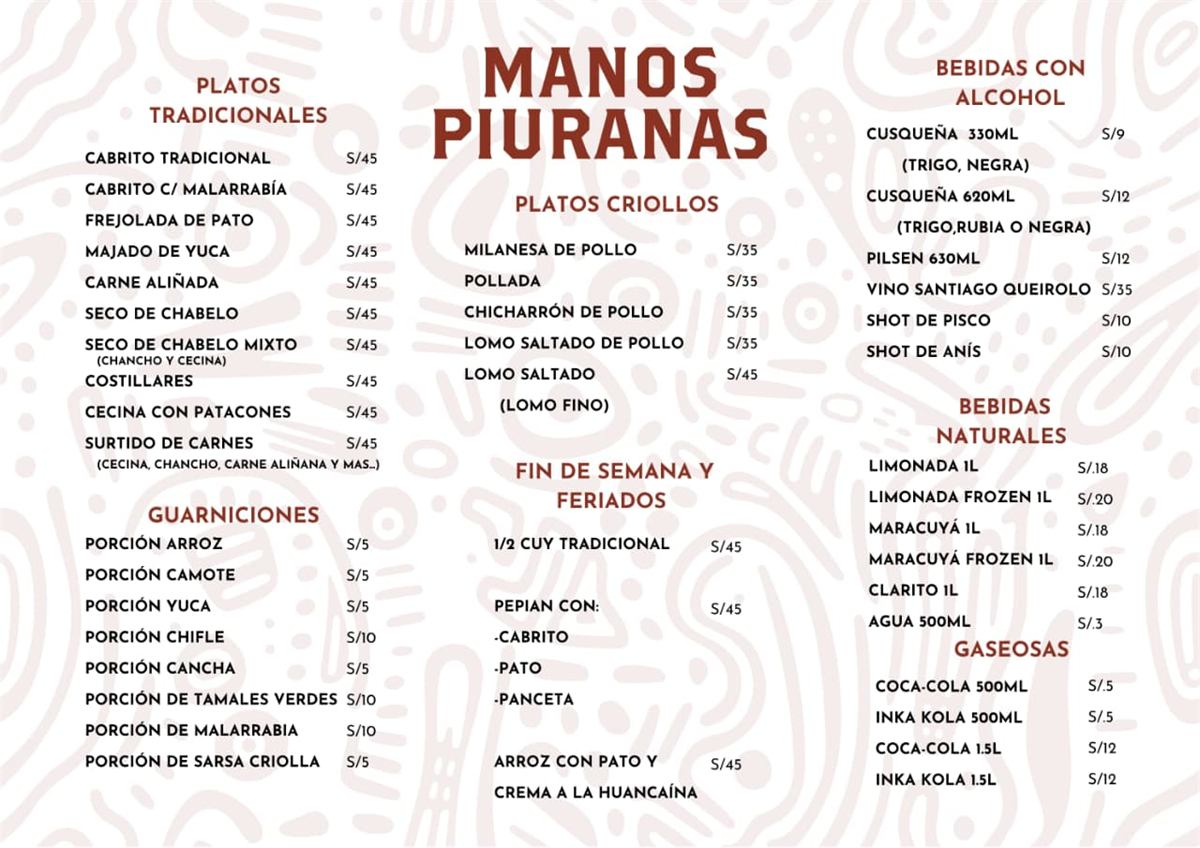 MANOS
PIURANAS
PLATOS
TRADICIONALES
CABRITO TRADICIONAL S/45
CABRITO C/ MALARRABÍA S/45
FREJOLADA DE PATO S/45
MAJADO DE YUCA S/45
CARNE ALIÑADA S/45
SECO DE CHABELO S/45
SECO DE CHABELO MIXTO S/45
(CHANCHO Y CECINA)
COSTILLARES S/45
CECINA CON PATACONES S/45
SURTIDO DE CARNES S/45
(CECINA, CHANCHO, CARNE ALIÑANA Y MAS..)
GUARNICIONES
PORCIÓN ARROZ S/5
PORCIÓN CAMOTE S/5
PORCIÓN YUCA S/5
PORCIÓN CHIFLE S/10
PORCIÓN CANCHA S/5
PORCIÓN DE TAMALES VERDES S/10
PORCIÓN DE MALARRABIA S/10
PORCIÓN DE SARSA CRIOLLA S/5
PLATOS CRIOLLOS
MILANESA DE POLLO S/35
POLLADA S/35
CHICHARRÓN DE POLLO S/35
LOMO SALTADO DE POLLO S/35
LOMO SALTADO S/45
(LOMO FINO)
FIN DE SEMANA Y
FERIADOS
1/2 CUY TRADICIONAL S/45
PEPIAN CON: S/45
-CABRITO
-PATO
-PANCETA
ARROZ CON PATO Y S/45
CREMA A LA HUANCAÍNA
BEBIDAS CON
ALCOHOL
CUSQUEÑA 330ML S/9
(TRIGO, NEGRA)
CUSQUEÑA 620ML S/12
(TRIGO,RUBIA O NEGRA)
PILSEN 630ML S/12
VINO SANTIAGO QUEIROLO S/35
SHOT DE PISCO S/10
SHOT DE ANÍS S/10
BEBIDAS
NATURALES
LIMONADA 1L S/.18
LIMONADA FROZEN 1L S/.20
MARACUYÁ 1L S/.18
MARACUYÁ FROZEN 1L S/.20
CLARITO 1L S/.18
AGUA 500ML S/.3
GASEOSAS
COCA-COLA 500ML S/.5
INKA KOLA 500ML S/.5
COCA-COLA 1.5L S/12
INKA KOLA 1.5L S/12